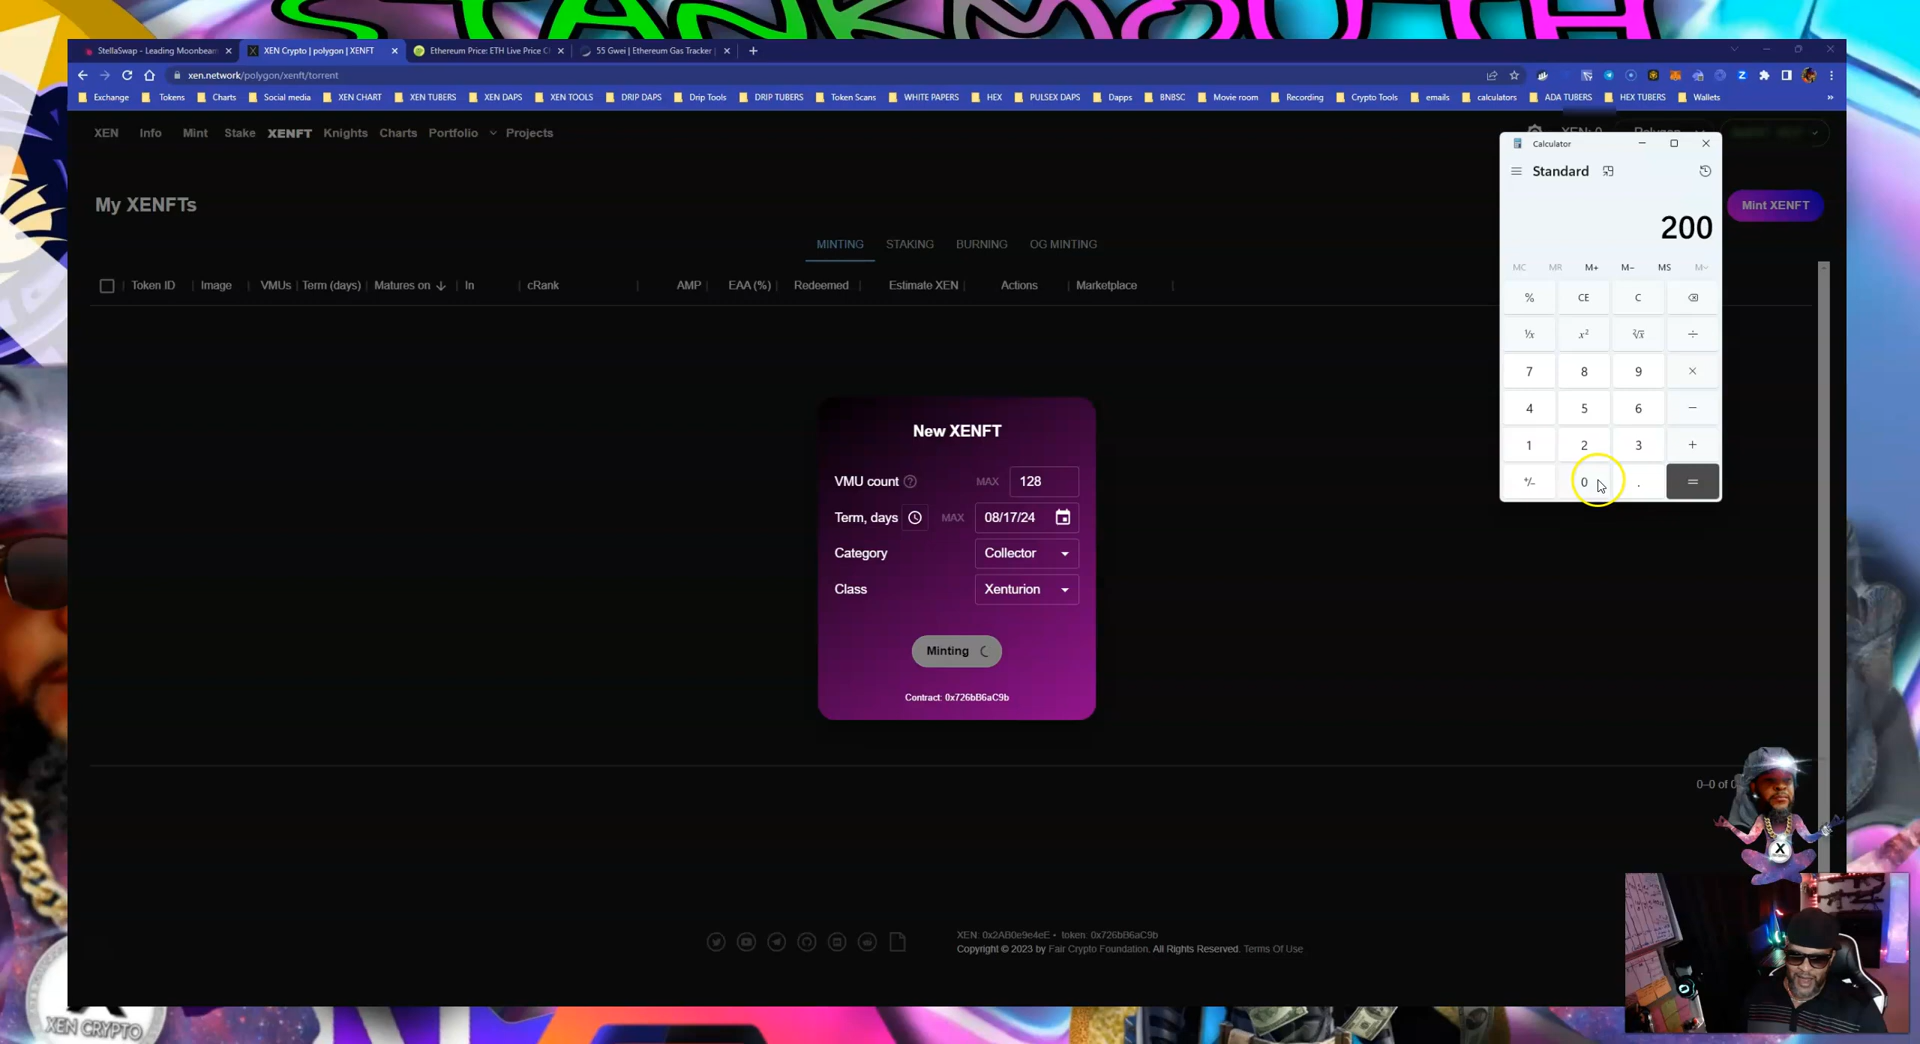 STANKMOUTH
StellaSwap - Leading Moonbeam
XEN Crypto | polygon | XENFT
Ethereum Price: ETH Live Price C
55 Gwei | Ethereum Gas Tracker
xen.network/polygon/xenft/torrent
Exchange Tokens Charts Social media XEN CHART XEN TUBERS XEN DAPS XEN TOOLS DRIP DAPS Drip Tools DRIP TUBERS Token Scans WHITE PAPERS HEX PULSEX DAPS Dapps BNBSC Movie room Recording Crypto Tools emails calculators ADA TUBERS HEX TUBERS Wallets
XEN Info Mint Stake XENFT Knights Charts Portfolio Projects
Calculator
Standard
200
MC MR M+ M− MS M
% CE C
¹/x x² ²√x ÷
7 8 9 ×
4 5 6 −
1 2 3 +
+/− 0 . =
My XENFTs
Mint XENFT
MINTING STAKING BURNING OG MINTING
Token ID Image VMUs Term (days) Matures on In cRank AMP EAA (%) Redeemed Estimate XEN Actions Marketplace
New XENFT
VMU count MAX 128
Term, days MAX 08/17/24
Category Collector
Class Xenturion
Minting
Contract: 0x726bB6aC9b
0–0 of 0
X
XEN: 0x2AB0e9e4eE • token: 0x726bB6aC9b
Copyright © 2023 by Fair Crypto Foundation. All Rights Reserved. Terms Of Use
XEN CRYPTO